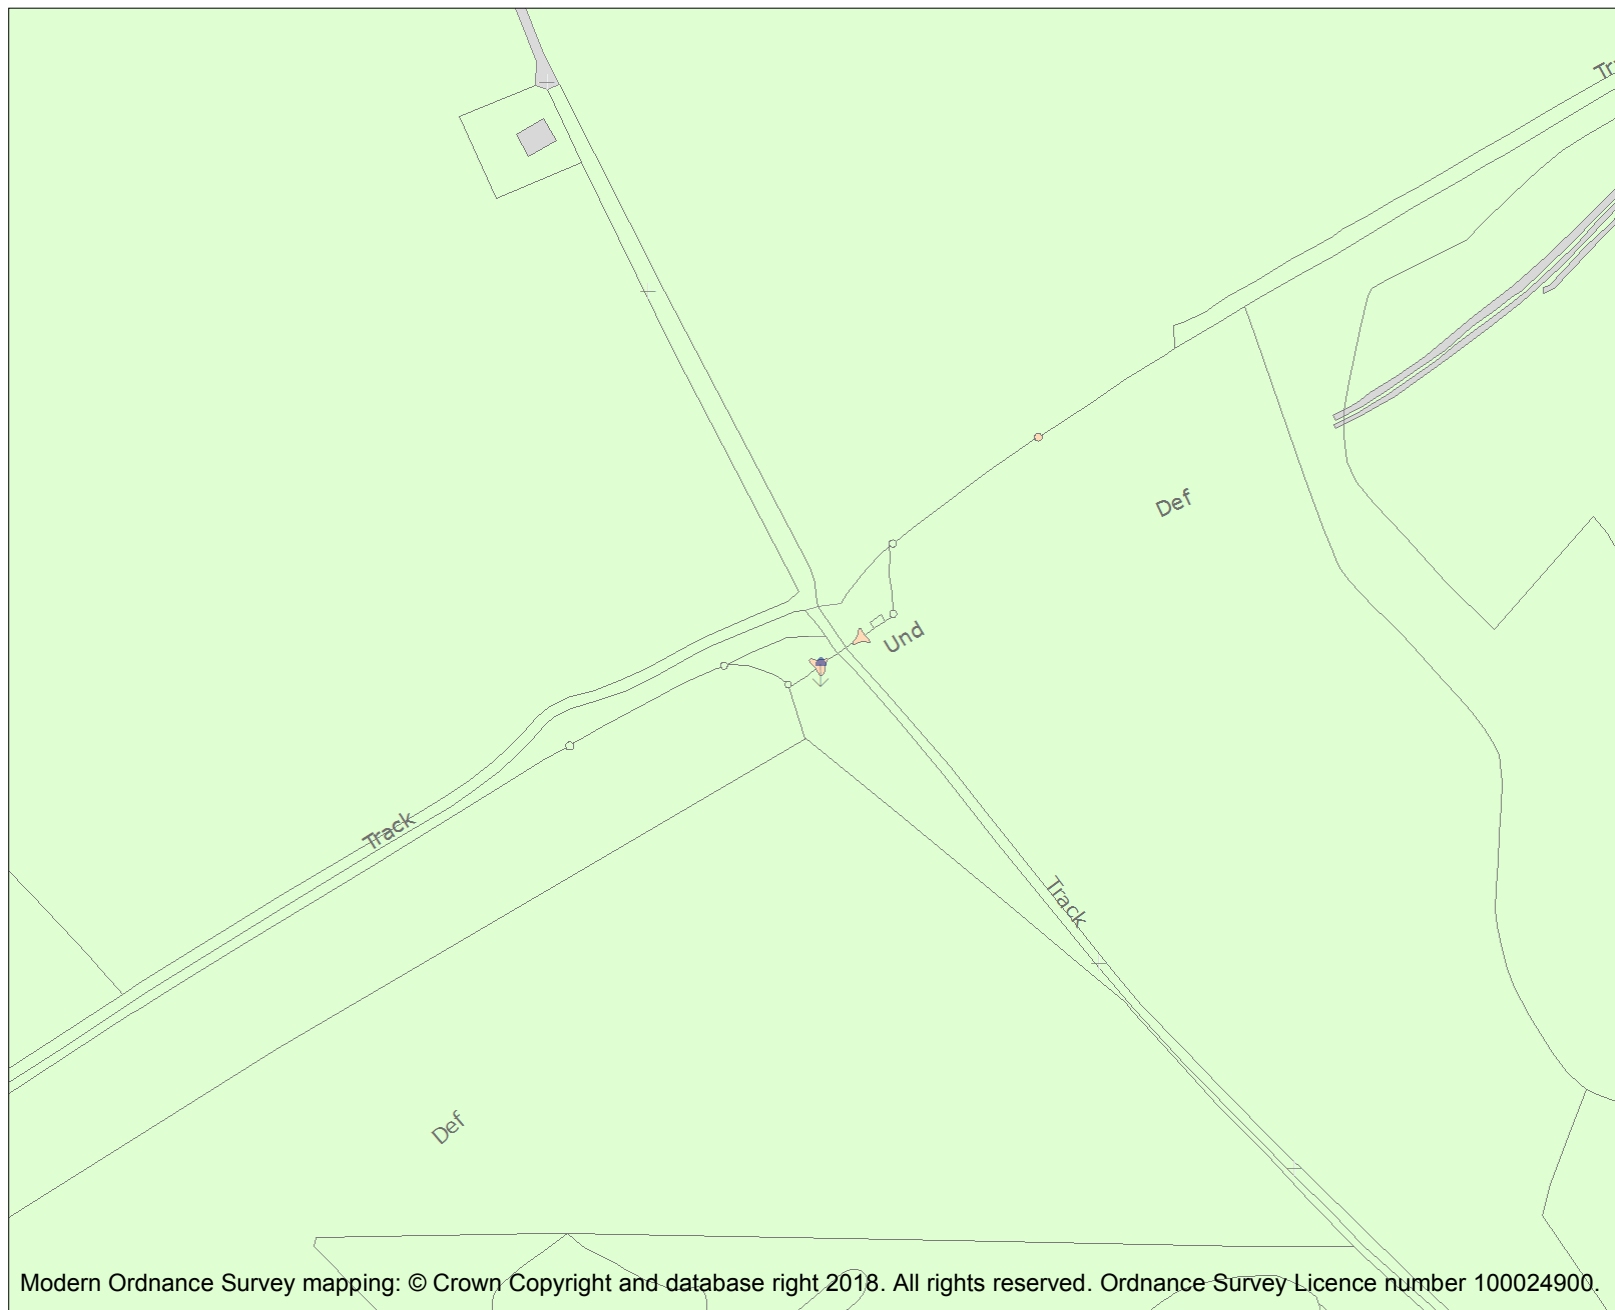 Tr
Def
Und
Track
Track
Def
Modern Ordnance Survey mapping: © Crown Copyright and database right 2018. All rights reserved. Ordnance Survey Licence number 100024900.